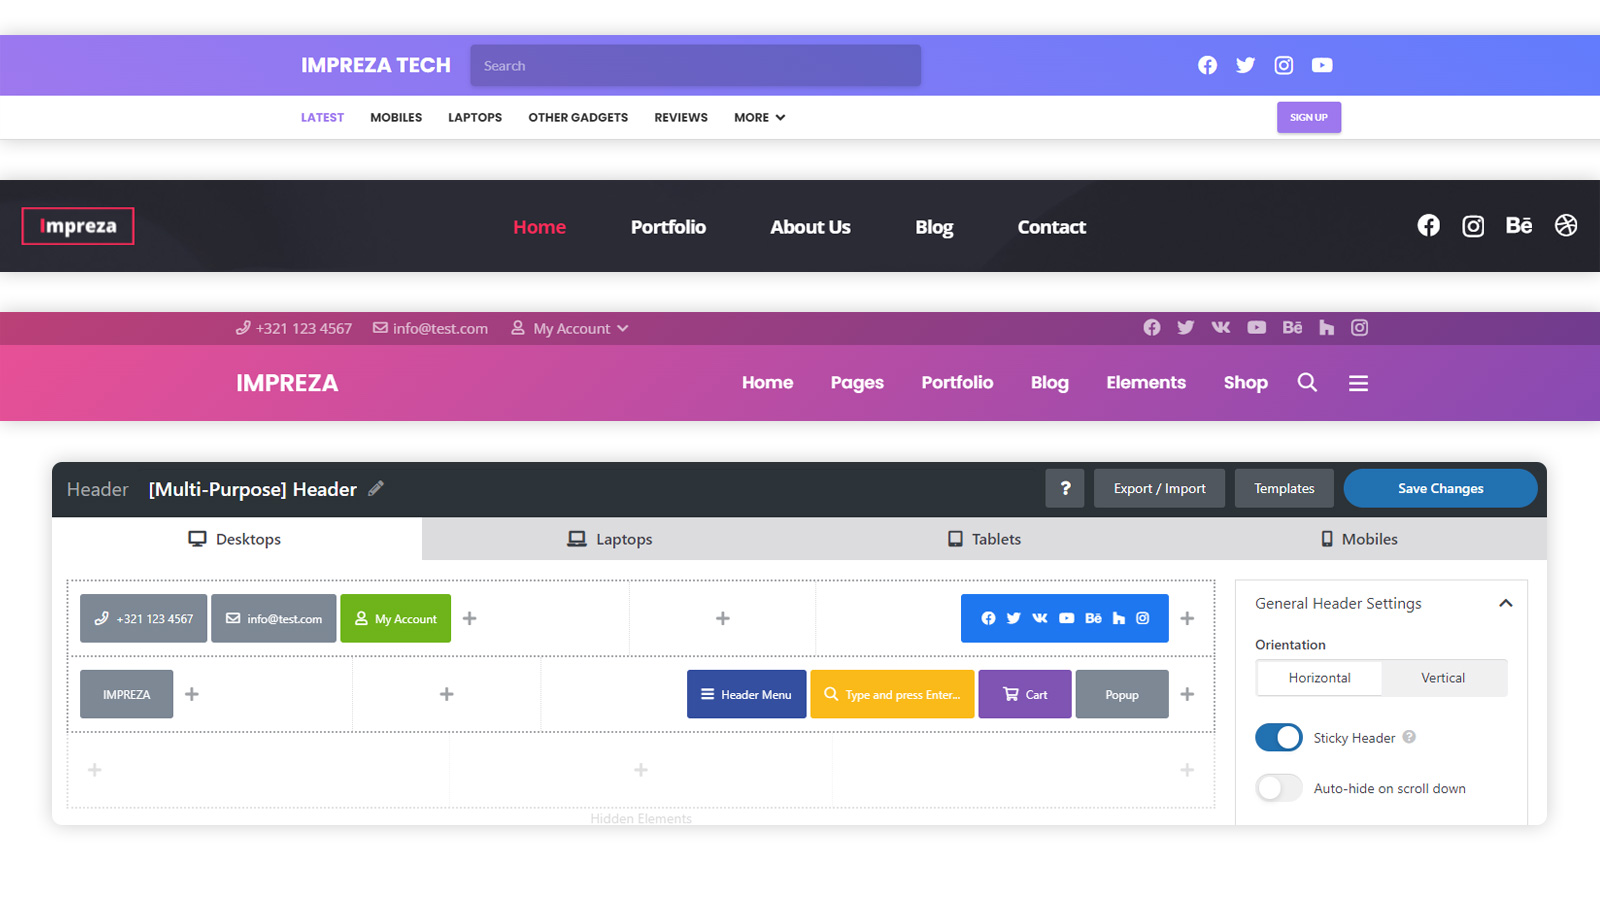 IMPREZA TECH Search
LATEST MOBILES LAPTOPS OTHER GADGETS REVIEWS MORE SIGN UP
Impreza Home Portfolio About Us Blog Contact Bē
+321 123 4567 info@test.com My Account Bē
IMPREZA Home Pages Portfolio Blog Elements Shop
Header [Multi-Purpose] Header ? Export / Import Templates Save Changes
Desktops Laptops Tablets Mobiles
+321 123 4567 info@test.com My Account + + Bē +
IMPREZA + + Header Menu Type and press Enter... Cart Popup +
+ + +
Hidden Elements
General Header Settings
Orientation
Horizontal Vertical
Sticky Header ?
Auto-hide on scroll down